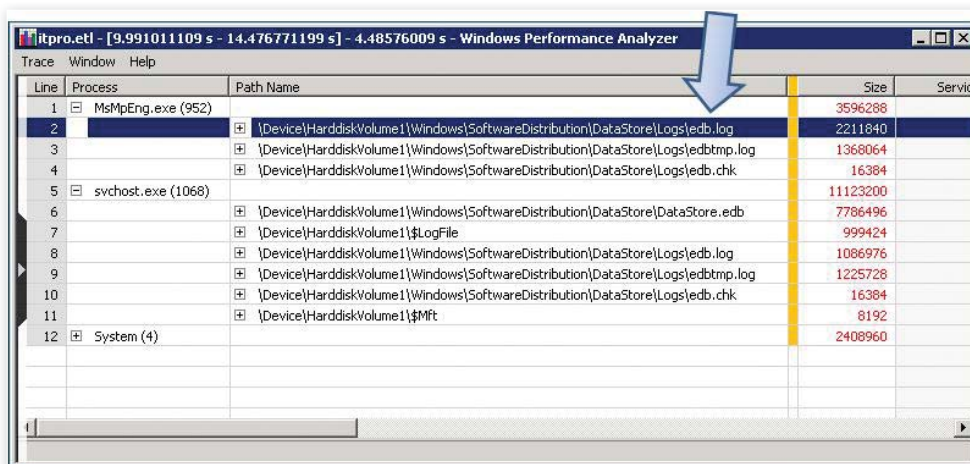 itpro.etl - [9.991011109 s - 14.476771199 s] - 4.48576009 s - Windows Performance Analyzer
Trace Window Help
Line Process Path Name Size Servic
1 MsMpEng.exe (952) 3596288
2 \Device\HarddiskVolume1\Windows\SoftwareDistribution\DataStore\Logs\edb.log 2211840
3 \Device\HarddiskVolume1\Windows\SoftwareDistribution\DataStore\Logs\edbtmp.log 1368064
4 \Device\HarddiskVolume1\Windows\SoftwareDistribution\DataStore\Logs\edb.chk 16384
5 svchost.exe (1068) 11123200
6 \Device\HarddiskVolume1\Windows\SoftwareDistribution\DataStore\DataStore.edb 7786496
7 \Device\HarddiskVolume1\$LogFile 999424
8 \Device\HarddiskVolume1\Windows\SoftwareDistribution\DataStore\Logs\edb.log 1086976
9 \Device\HarddiskVolume1\Windows\SoftwareDistribution\DataStore\Logs\edbtmp.log 1225728
10 \Device\HarddiskVolume1\Windows\SoftwareDistribution\DataStore\Logs\edb.chk 16384
11 \Device\HarddiskVolume1\$Mft 8192
12 System (4) 2408960